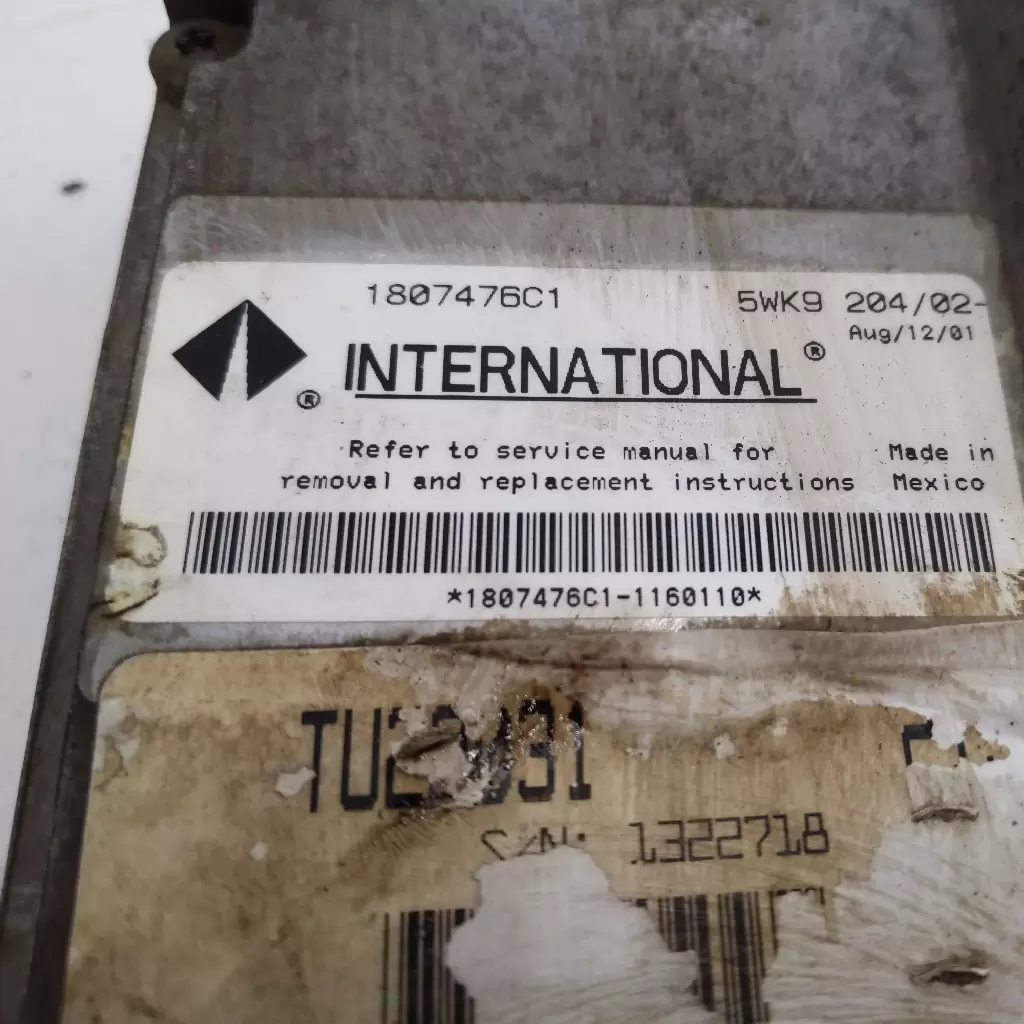 1807476C1 5WK9 204/02-
Aug/12/01
INTERNATIONAL®
®
Refer to service manual for Made in
removal and replacement instructions Mexico
*1807476C1-1160110*
S/N: 1322718